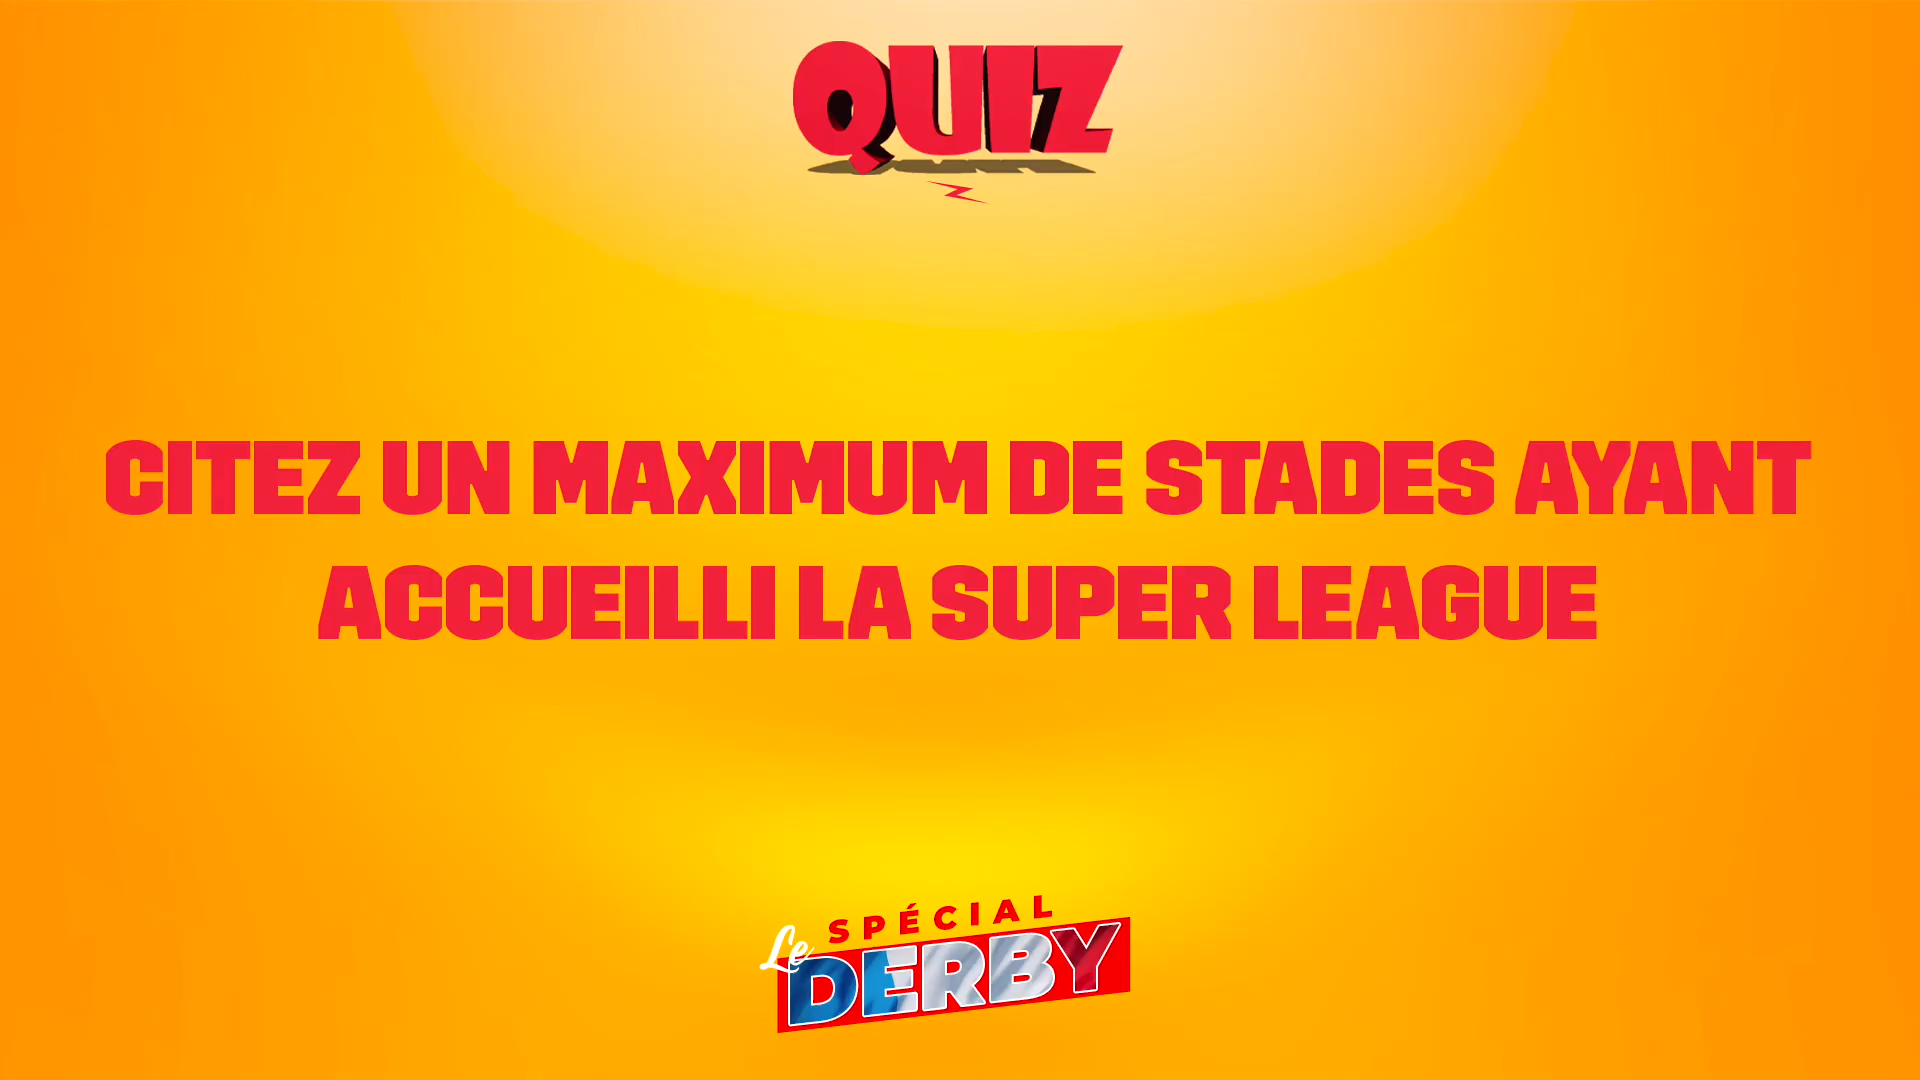 QUIZ
CITEZ UN MAXIMUM DE STADES AYANT
ACCUEILLI LA SUPER LEAGUE
SPÉCIAL
Le DERBY